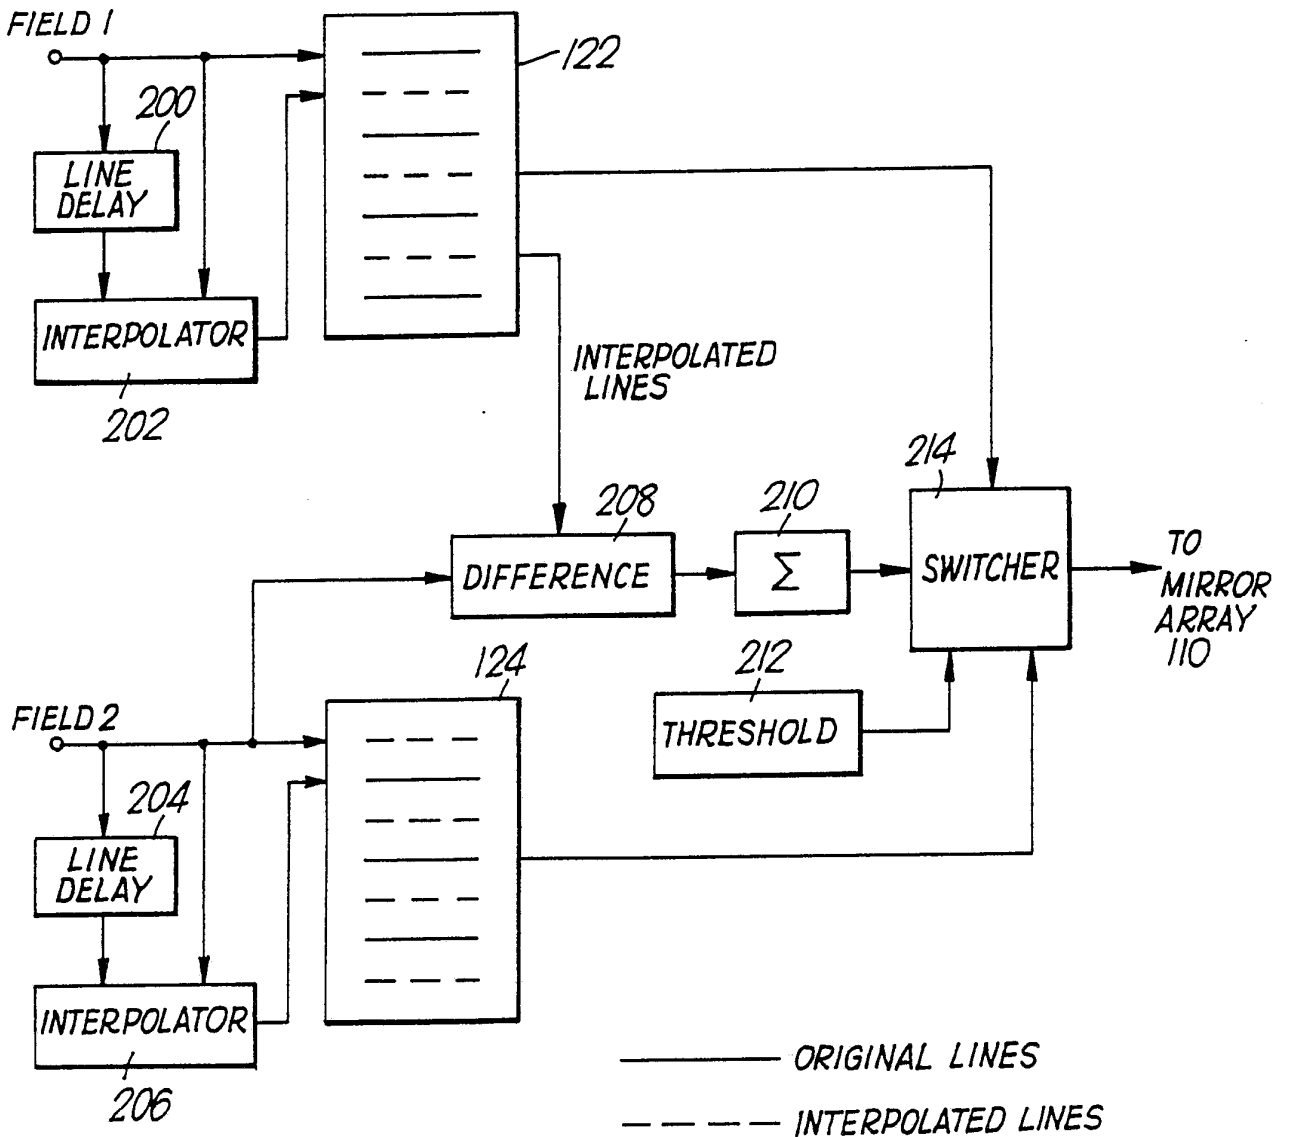 FIELD 1
122
200
LINE
DELAY
INTERPOLATOR
202
INTERPOLATED
LINES
214
208
210
DIFFERENCE
Σ
SWITCHER
TO
MIRROR
ARRAY
110
124
212
THRESHOLD
FIELD 2
204
LINE
DELAY
INTERPOLATOR
206
ORIGINAL LINES
INTERPOLATED LINES